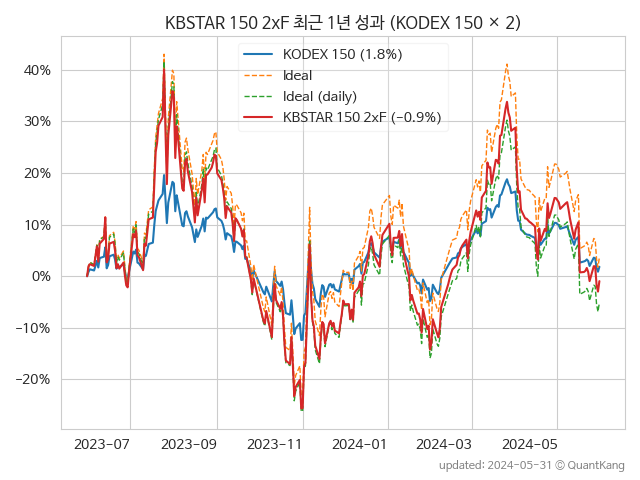 KBSTAR 150 2xF 최근 1년 성과 (KODEX 150 × 2)
KODEX 150 (1.8%)
Ideal
Ideal (daily)
KBSTAR 150 2xF (−0.9%)
40%
30%
20%
10%
0%
−10%
−20%
2023-07
2023-09
2023-11
2024-01
2024-03
2024-05
updated: 2024-05-31 ⓒ QuantKang